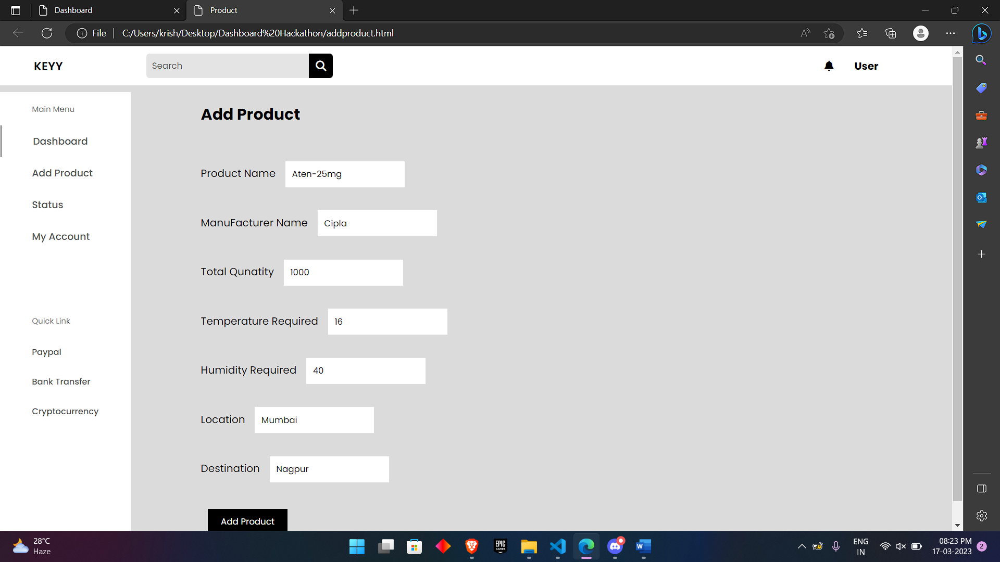 Dashboard
Product
File
C:/Users/krish/Desktop/Dashboard%20Hackathon/addproduct.html
KEYY
Search
User
Main Menu
Dashboard
Add Product
Status
My Account
Quick Link
Paypal
Bank Transfer
Cryptocurrency
Add Product
Product Name Aten-25mg
ManuFacturer Name Cipla
Total Qunatity 1000
Temperature Required 16
Humidity Required 40
Location Mumbai
Destination Nagpur
Add Product
28°C
Haze
EPIC
GAMES
W
ENG
IN
08:23 PM
17-03-2023
2